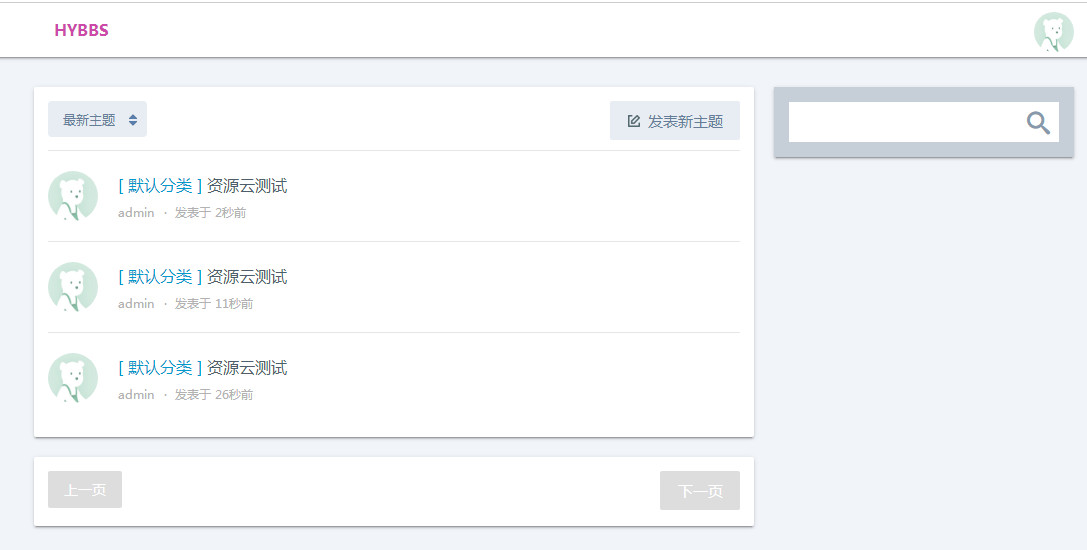 HYBBS
最新主题
发表新主题
[ 默认分类 ] 资源云测试
admin · 发表于 2秒前
[ 默认分类 ] 资源云测试
admin · 发表于 11秒前
[ 默认分类 ] 资源云测试
admin · 发表于 26秒前
上一页
下一页